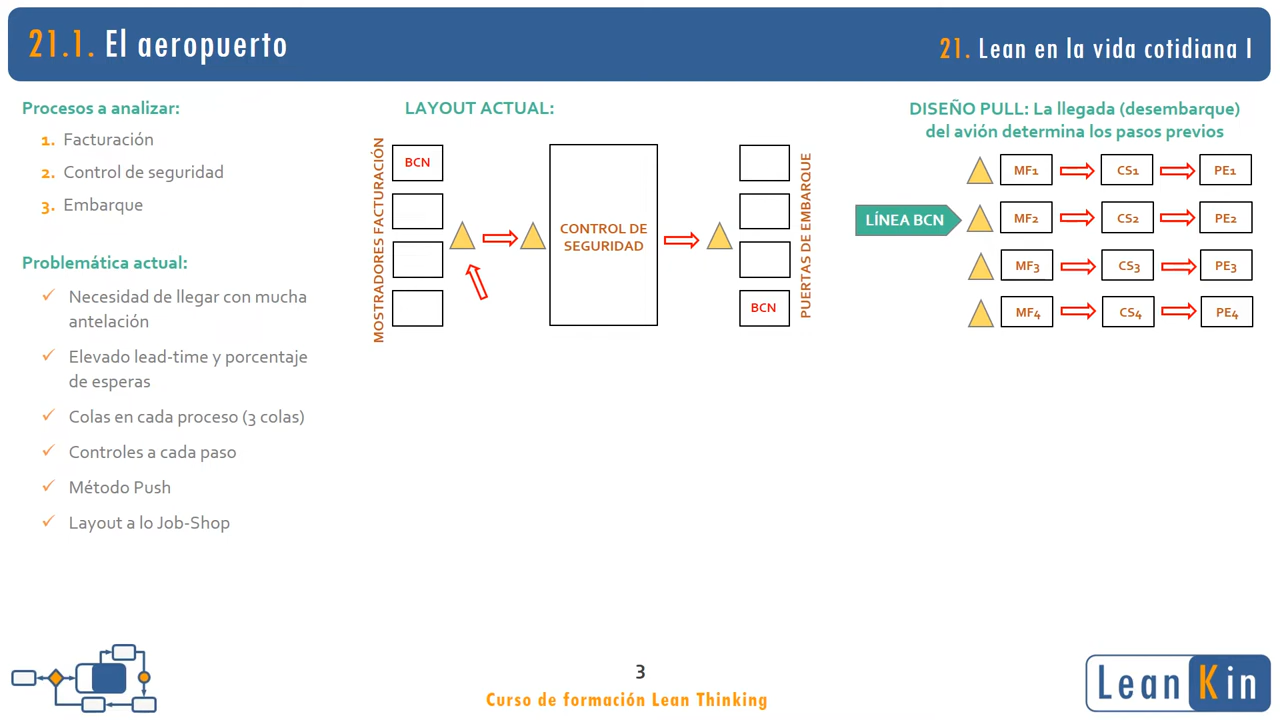 21.1. El aeropuerto
21. Lean en la vida cotidiana I
Procesos a analizar:
1. Facturación
2. Control de seguridad
3. Embarque
Problemática actual:
Necesidad de llegar con mucha
antelación
Elevado lead-time y porcentaje
de esperas
Colas en cada proceso (3 colas)
Controles a cada paso
Método Push
Layout a lo Job-Shop
LAYOUT ACTUAL:
MOSTRADORES FACTURACIÓN
BCN
CONTROL DE
SEGURIDAD
BCN
PUERTAS DE EMBARQUE
DISEÑO PULL: La llegada (desembarque)
del avión determina los pasos previos
MF1 CS1 PE1
LÍNEA BCN
MF2 CS2 PE2
MF3 CS3 PE3
MF4 CS4 PE4
3
Curso de formación Lean Thinking
Lean Kin